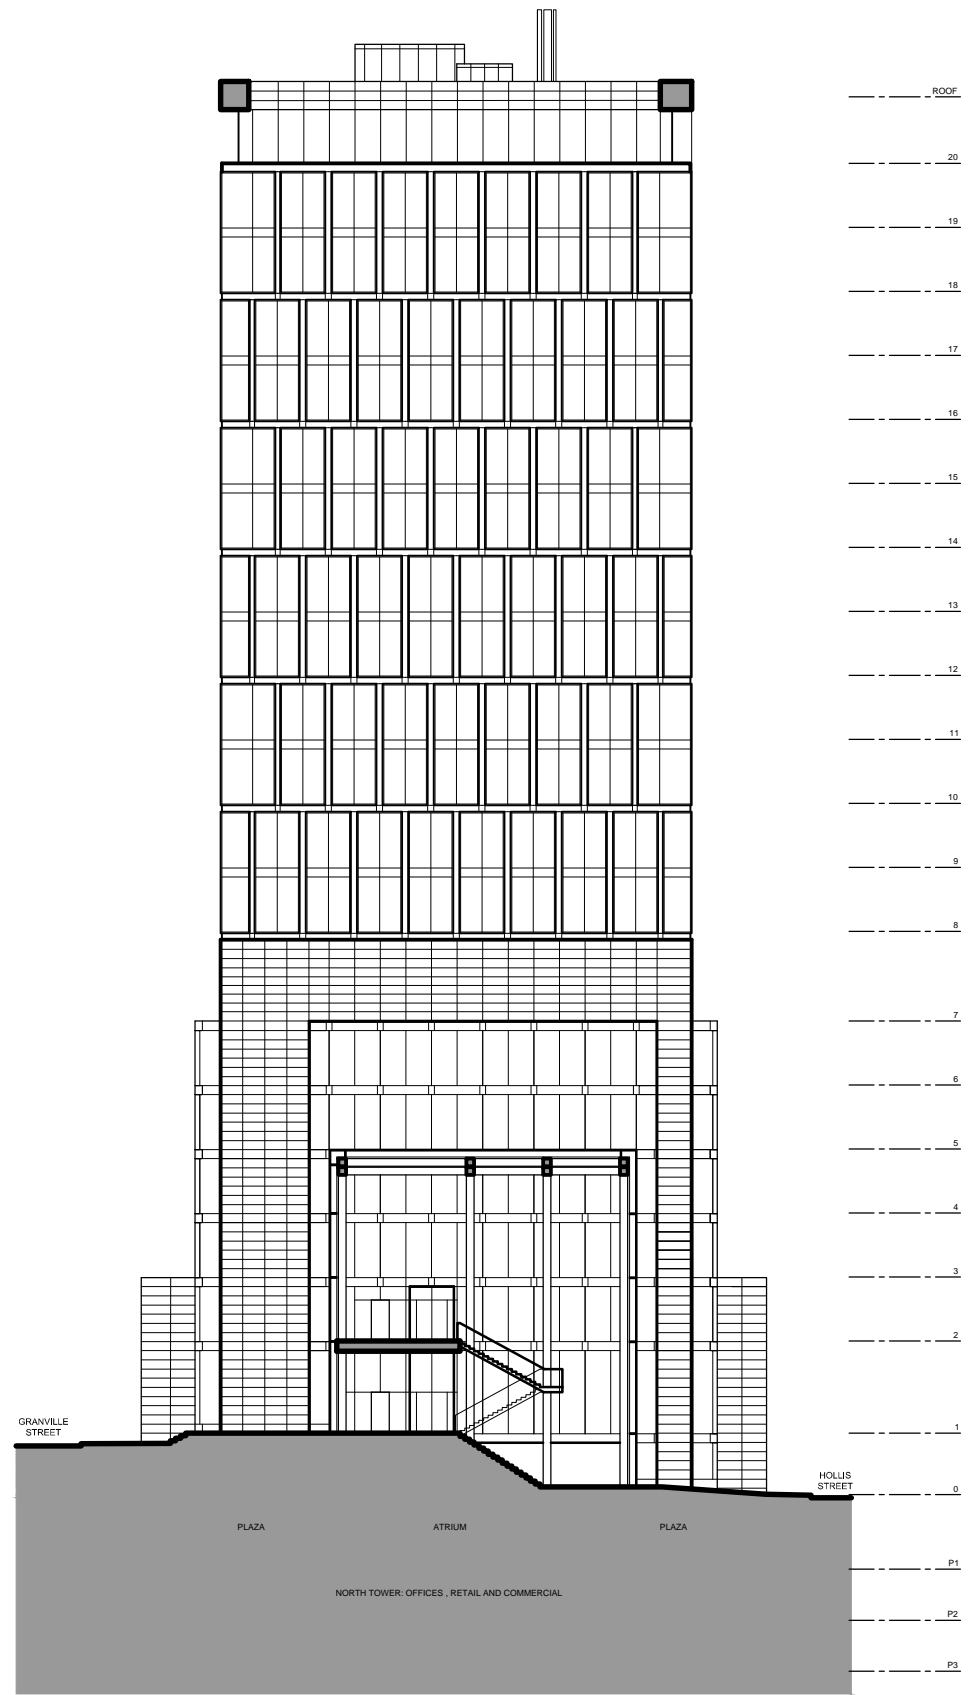 ROOF
20
19
18
17
16
15
14
13
12
11
10
9
8
7
6
5
4
3
2
GRANVILLE
STREET
1
HOLLIS
STREET
0
PLAZA ATRIUM PLAZA
P1
NORTH TOWER: OFFICES , RETAIL AND COMMERCIAL
P2
P3